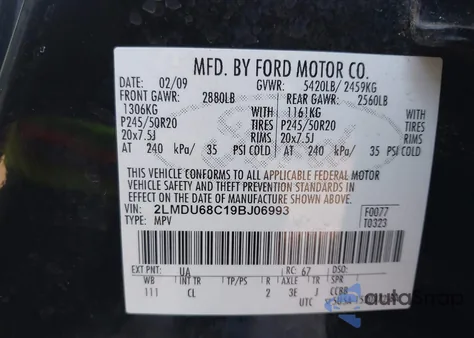 MFD. BY FORD MOTOR CO.
DATE: 02/09 GVWR: 5420LB/ 2459KG
FRONT GAWR: 2880LB REAR GAWR: 2560LB
1306KG 1161KG
P245/50R20 TIRES P245/50R20 TIRES
20x7.5J RIMS 20x7.5J RIMS
AT 240 kPa/ 35 PSI COLD AT 240 kPa/ 35 PSI COLD
THIS VEHICLE CONFORMS TO ALL APPLICABLE FEDERAL MOTOR
VEHICLE SAFETY AND THEFT PREVENTION STANDARDS IN
EFFECT ON THE DATE OF MANUFACTURE SHOWN ABOVE.
VIN: 2LMDU68C19BJ06993 F0077
TYPE: MPV T0323
EXT PNT: UA RC: 67 DSO:
WB INT TR TP/PS R AXLE TR SPR
111 CL 2 3E J CCBB
UTC
autaStrap